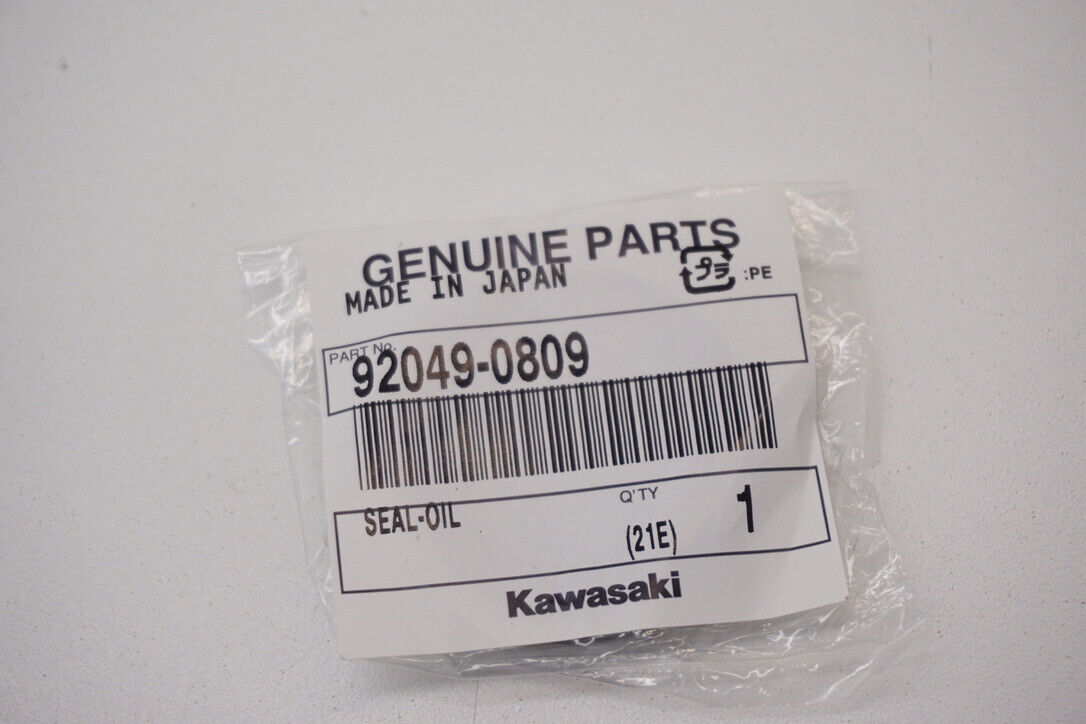 GENUINE PARTS
MADE IN JAPAN
プラ :PE
PART No.
92049-0809
SEAL-OIL
Q'TY
(21E) 1
Kawasaki